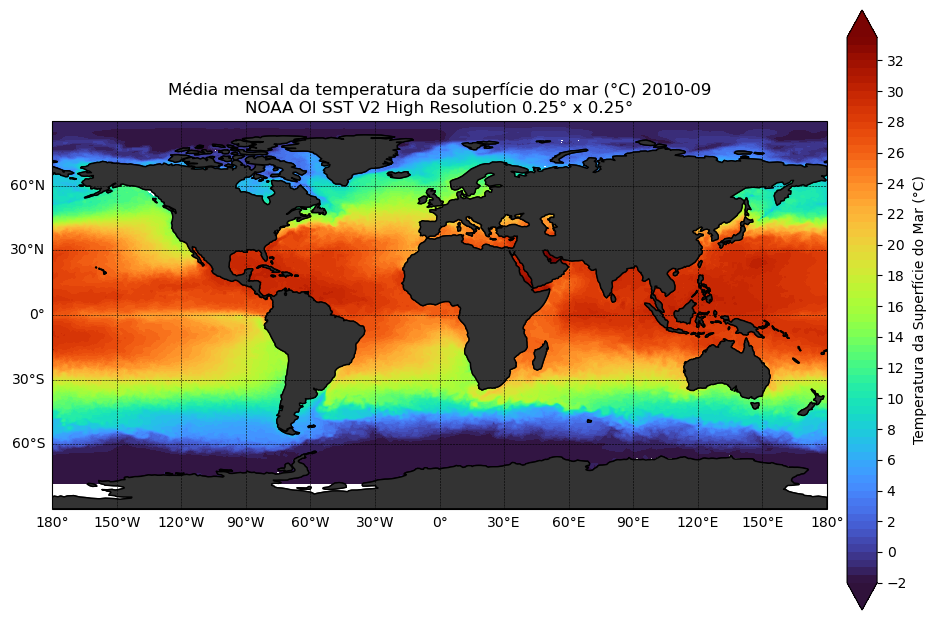 Média mensal da temperatura da superfície do mar (°C) 2010-09
NOAA OI SST V2 High Resolution 0.25° x 0.25°
60°N
30°N
0°
30°S
60°S
180° 150°W 120°W 90°W 60°W 30°W 0° 30°E 60°E 90°E 120°E 150°E 180°
32
30
28
26
24
22
20
18
16
14
12
10
8
6
4
2
0
−2
Temperatura da Superfície do Mar (°C)